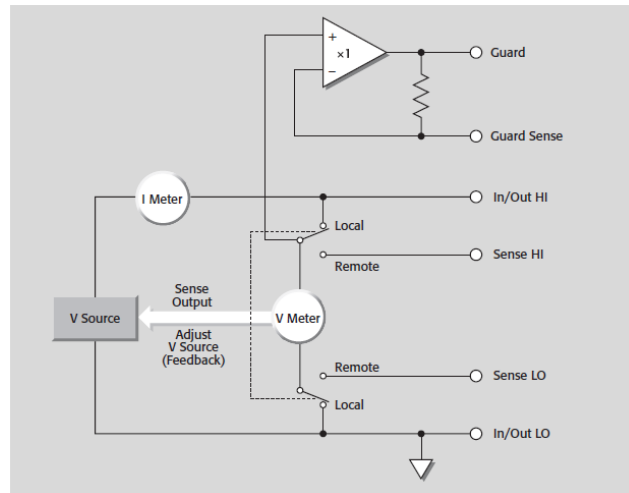 +
×1
−
Guard
Guard Sense
I Meter
In/Out HI
Local
Sense HI
Remote
Sense
Output
V Source
V Meter
Adjust
V Source
(Feedback)
Remote
Sense LO
Local
In/Out LO